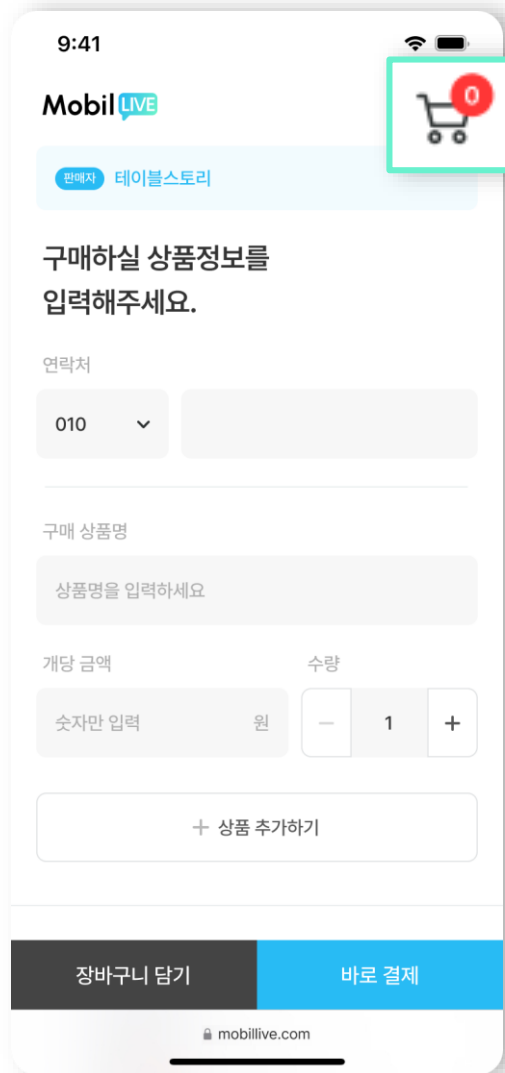 9:41
Mobil LIVE
0
판매자 테이블스토리
구매하실 상품정보를
입력해주세요.
연락처
010
구매 상품명
상품명을 입력하세요
개당 금액 수량
숫자만 입력 원 － 1 +
+ 상품 추가하기
장바구니 담기 바로 결제
mobillive.com